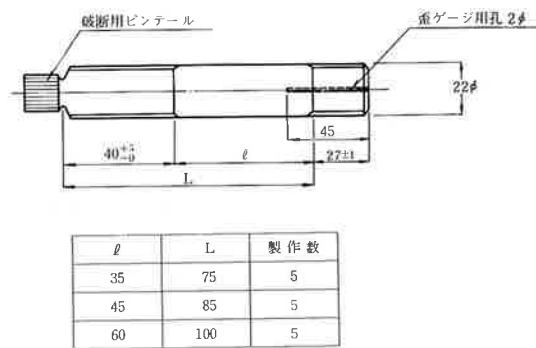 破断用ピンテール
歪ゲージ用孔 2φ
22φ
45
40+5-0
ℓ
27±1
L
ℓ L 製作数
35 75 5
45 85 5
60 100 5